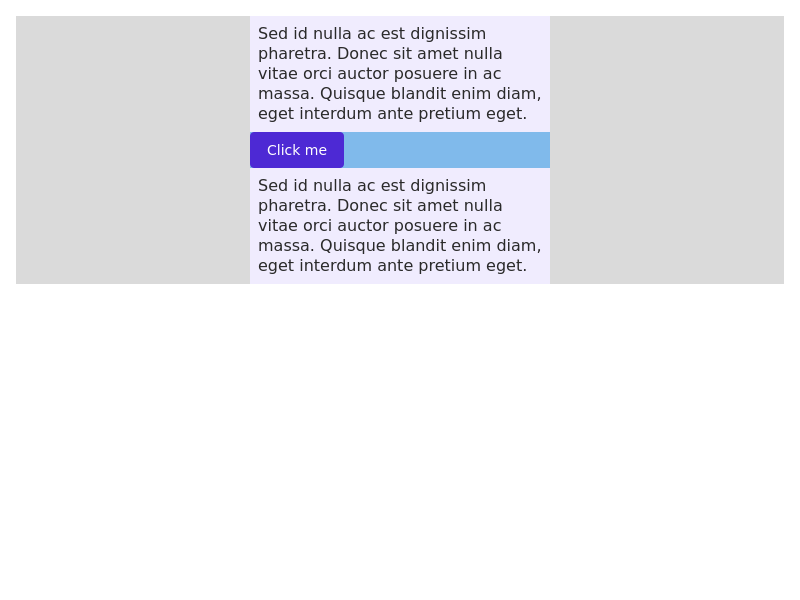 Sed id nulla ac est dignissim
pharetra. Donec sit amet nulla
vitae orci auctor posuere in ac
massa. Quisque blandit enim diam,
eget interdum ante pretium eget.
Click me
Sed id nulla ac est dignissim
pharetra. Donec sit amet nulla
vitae orci auctor posuere in ac
massa. Quisque blandit enim diam,
eget interdum ante pretium eget.